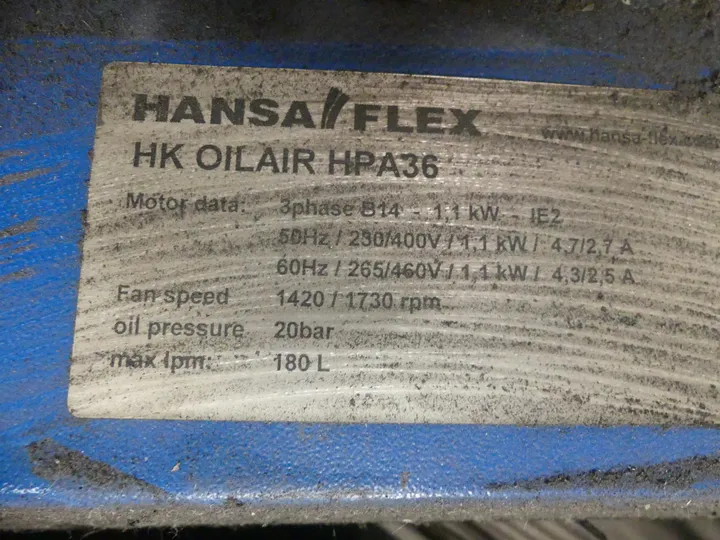 HANSA FLEX
www.hansa-flex.com
HK OILAIR HPA36
Motor data: 3phase B14 - 1,1 kW - IE2
50Hz / 230/400V / 1,1 kW / 4,7/2,7 A
60Hz / 265/460V / 1,1 kW / 4,3/2,5 A
Fan speed 1420 / 1730 rpm
oil pressure 20bar
max lpm: 180 L